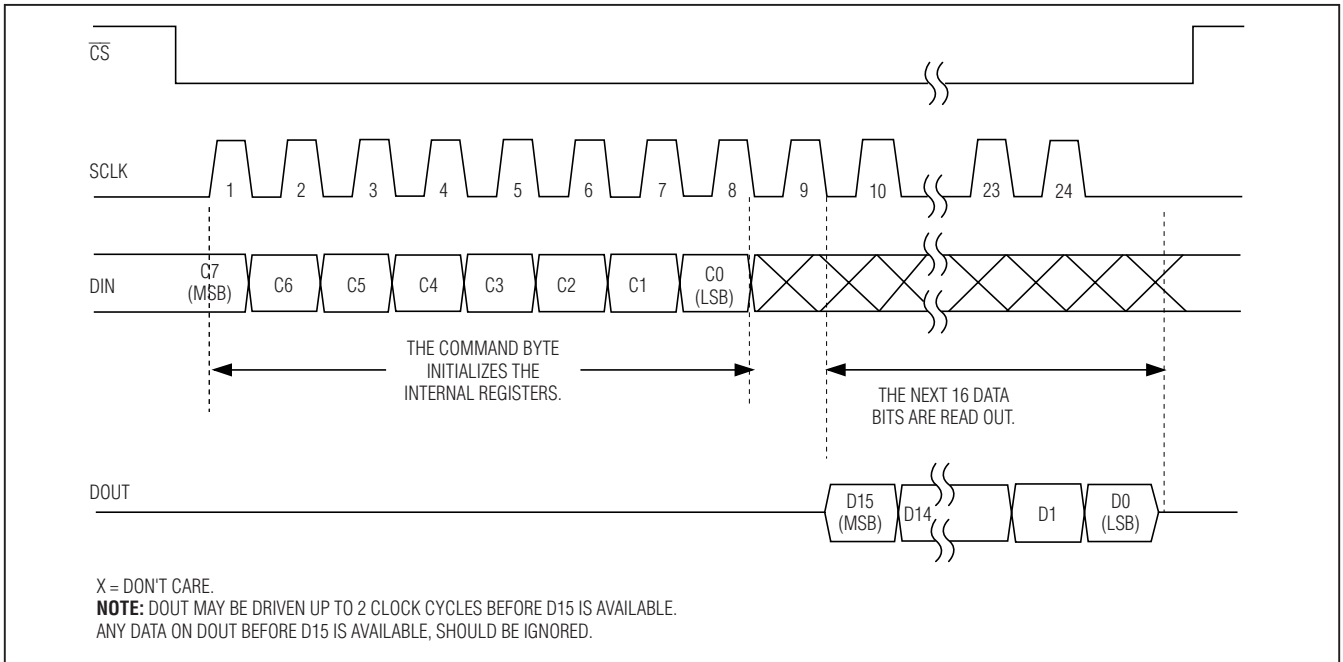 CS
SCLK
1 2 3 4 5 6 7 8 9 10 23 24
DIN
C7
(MSB)
C6 C5 C4 C3 C2 C1
C0
(LSB)
THE COMMAND BYTE
INITIALIZES THE
INTERNAL REGISTERS.
THE NEXT 16 DATA
BITS ARE READ OUT.
DOUT
D15
(MSB)
D14 D1
D0
(LSB)
X = DON'T CARE.
NOTE: DOUT MAY BE DRIVEN UP TO 2 CLOCK CYCLES BEFORE D15 IS AVAILABLE.
ANY DATA ON DOUT BEFORE D15 IS AVAILABLE, SHOULD BE IGNORED.